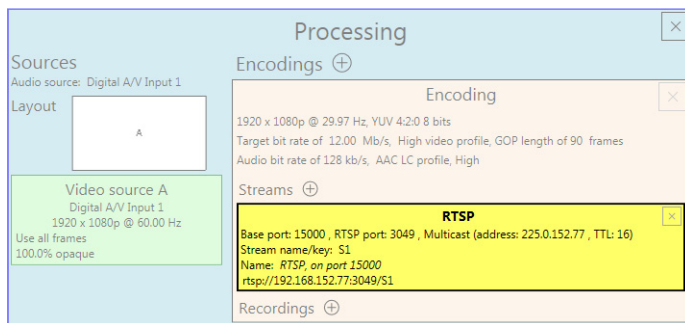 Processing
Sources
Audio source: Digital A/V Input 1
Layout
A
Video source A
Digital A/V Input 1
1920 x 1080p @ 60.00 Hz
Use all frames
100.0% opaque
Encodings
Encoding
1920 x 1080p @ 29.97 Hz, YUV 4:2:0 8 bits
Target bit rate of 12.00 Mb/s, High video profile, GOP length of 90 frames
Audio bit rate of 128 kb/s, AAC LC profile, High
Streams
RTSP
Base port: 15000 , RTSP port: 3049 , Multicast (address: 225.0.152.77 , TTL: 16)
Stream name/key: S1
Name: RTSP, on port 15000
rtsp://192.168.152.77:3049/S1
Recordings